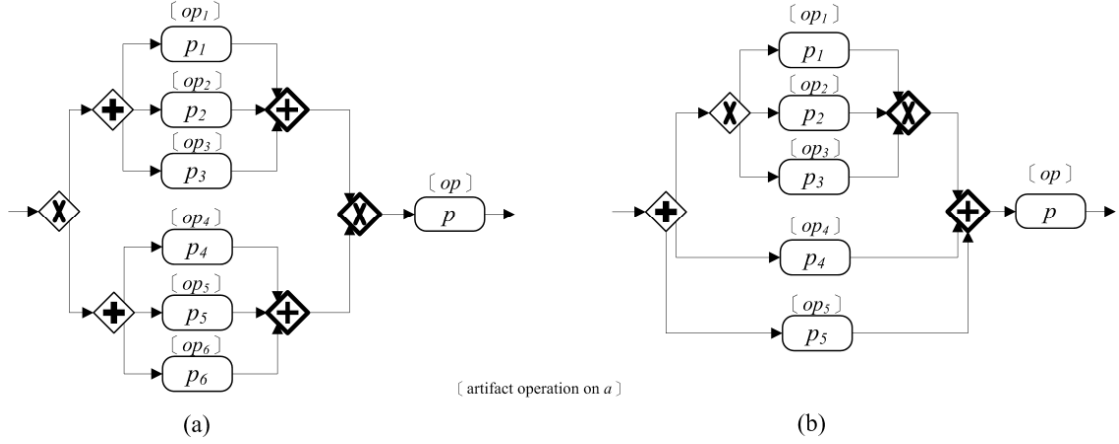 〔 op₁〕
p₁
〔 op₂〕
p₂
〔 op₃〕
p₃
〔 op₄〕
p₄
〔 op₅〕
p₅
〔 op₆〕
p₆
〔 op〕
p
(a)
〔 op₁〕
p₁
〔 op₂〕
p₂
〔 op₃〕
p₃
〔 op₄〕
p₄
〔 op₅〕
p₅
〔 op〕
p
(b)
〔 artifact operation on a〕